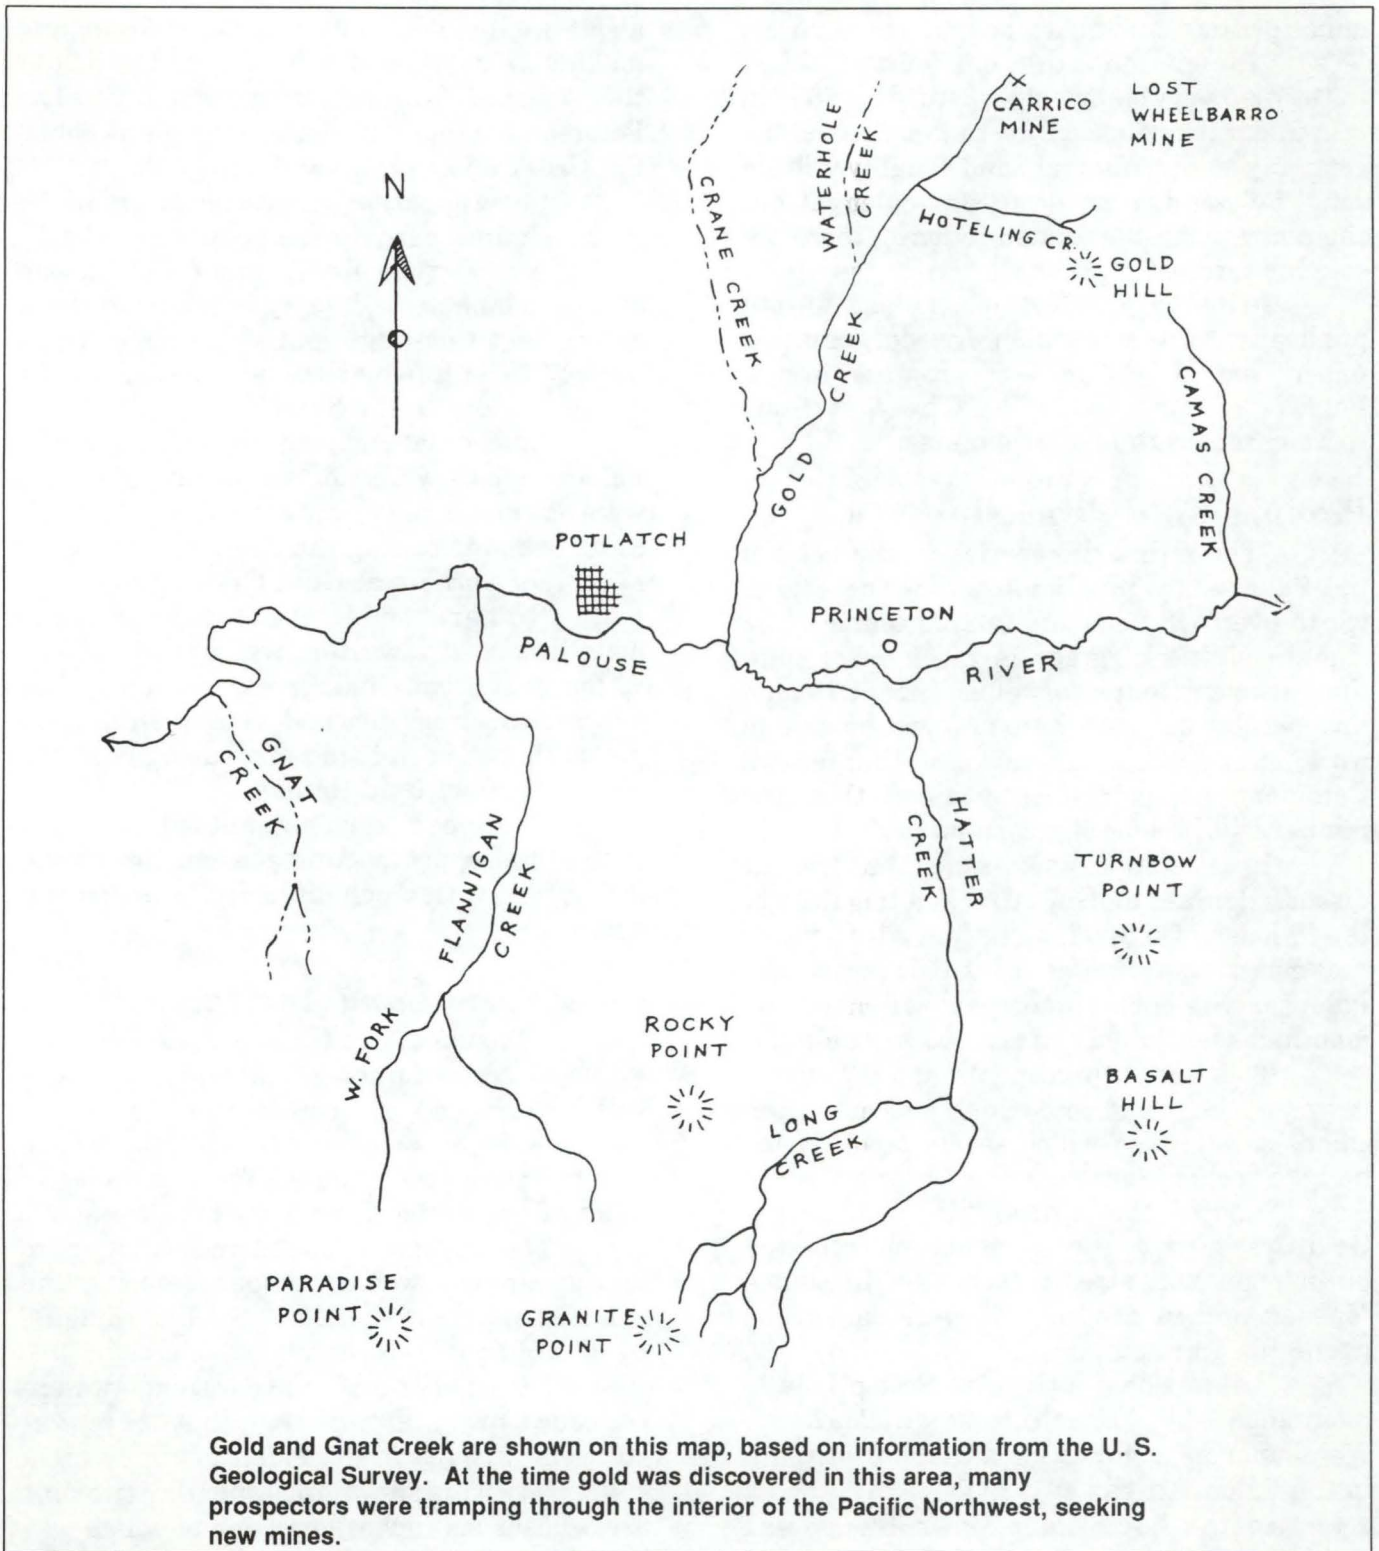 N
CARRICO
MINE
LOST
WHEELBARRO
MINE
WATERHOLE
CREEK
CRANE CREEK
HOTELING CR.
GOLD
HILL
GOLD
CREEK
CAMAS CREEK
POTLATCH
PRINCETON
PALOUSE
RIVER
GNAT
CREEK
FLANNIGAN
CREEK
HATTER
CREEK
TURNBOW
POINT
W. FORK
ROCKY
POINT
BASALT
HILL
LONG
CREEK
PARADISE
POINT
GRANITE
POINT
Gold and Gnat Creek are shown on this map, based on information from the U. S.
Geological Survey. At the time gold was discovered in this area, many
prospectors were tramping through the interior of the Pacific Northwest, seeking
new mines.